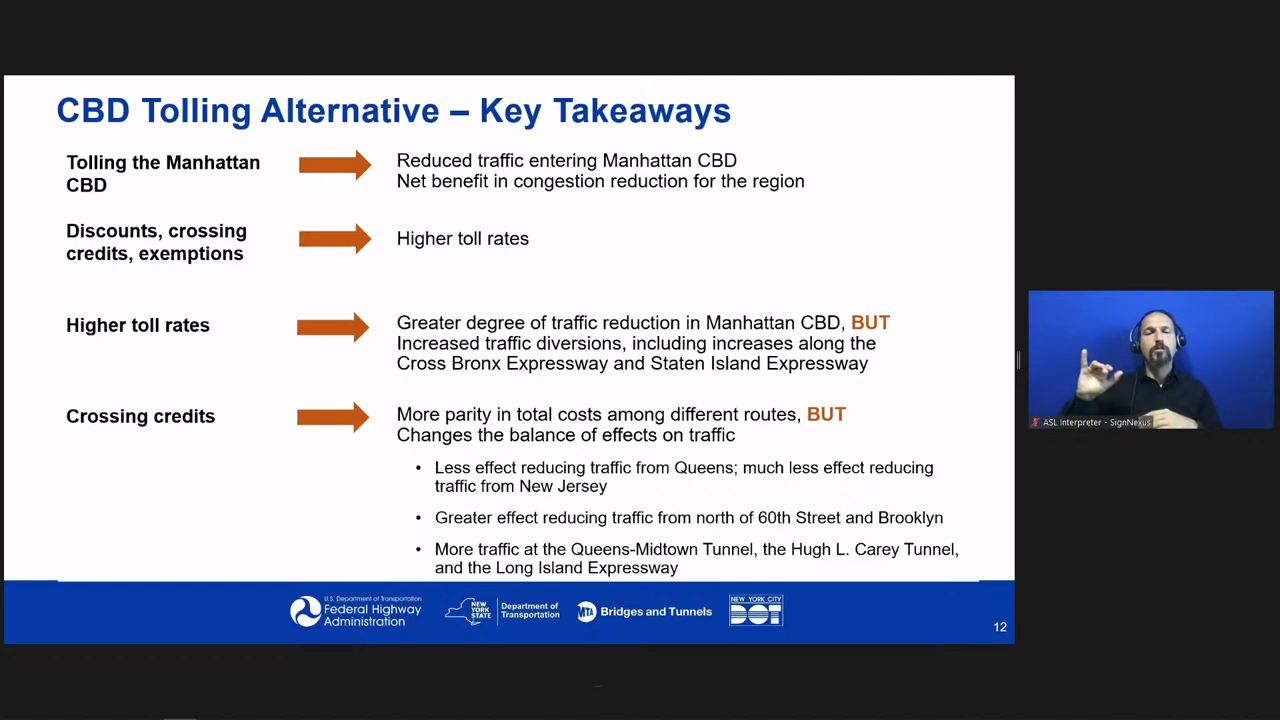 CBD Tolling Alternative – Key Takeaways
Tolling the Manhattan
CBD
Reduced traffic entering Manhattan CBD
Net benefit in congestion reduction for the region
Discounts, crossing
credits, exemptions
Higher toll rates
Higher toll rates
Greater degree of traffic reduction in Manhattan CBD, BUT
Increased traffic diversions, including increases along the
Cross Bronx Expressway and Staten Island Expressway
Crossing credits
More parity in total costs among different routes, BUT
Changes the balance of effects on traffic
• Less effect reducing traffic from Queens; much less effect reducing
traffic from New Jersey
• Greater effect reducing traffic from north of 60th Street and Brooklyn
• More traffic at the Queens-Midtown Tunnel, the Hugh L. Carey Tunnel,
and the Long Island Expressway
ASL Interpreter - SignNexus
U.S. Department of Transportation
Federal Highway
Administration
NEW
YORK
STATE
Department of
Transportation
MTA
Bridges and Tunnels
NEW YORK CITY
DOT
12